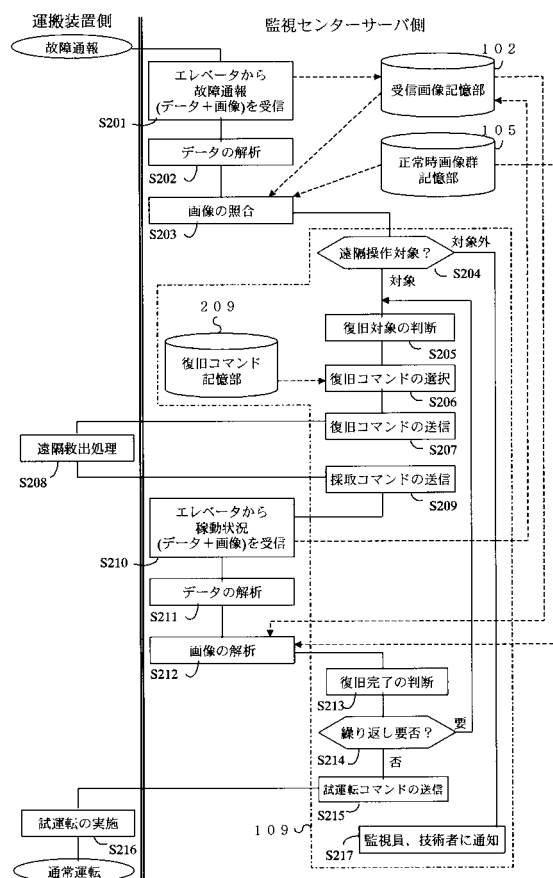 運搬装置側
監視センターサーバ側
故障通報
エレベータから
故障通報
(データ＋画像)を受信
S201
102
受信画像記憶部
データの解析
S202
105
正常時画像群
記憶部
画像の照合
S203
遠隔操作対象？
対象外
S204
対象
209
復旧コマンド
記憶部
復旧対象の判断
S205
復旧コマンドの選択
S206
復旧コマンドの送信
S207
遠隔救出処理
S208
採取コマンドの送信
S209
エレベータから
稼動状況
(データ＋画像)を受信
S210
データの解析
S211
画像の解析
S212
復旧完了の判断
S213
繰り返し要否？
要
S214
否
試運転コマンドの送信
S215
試運転の実施
S216
109
監視員、技術者に通知
S217
通常運転